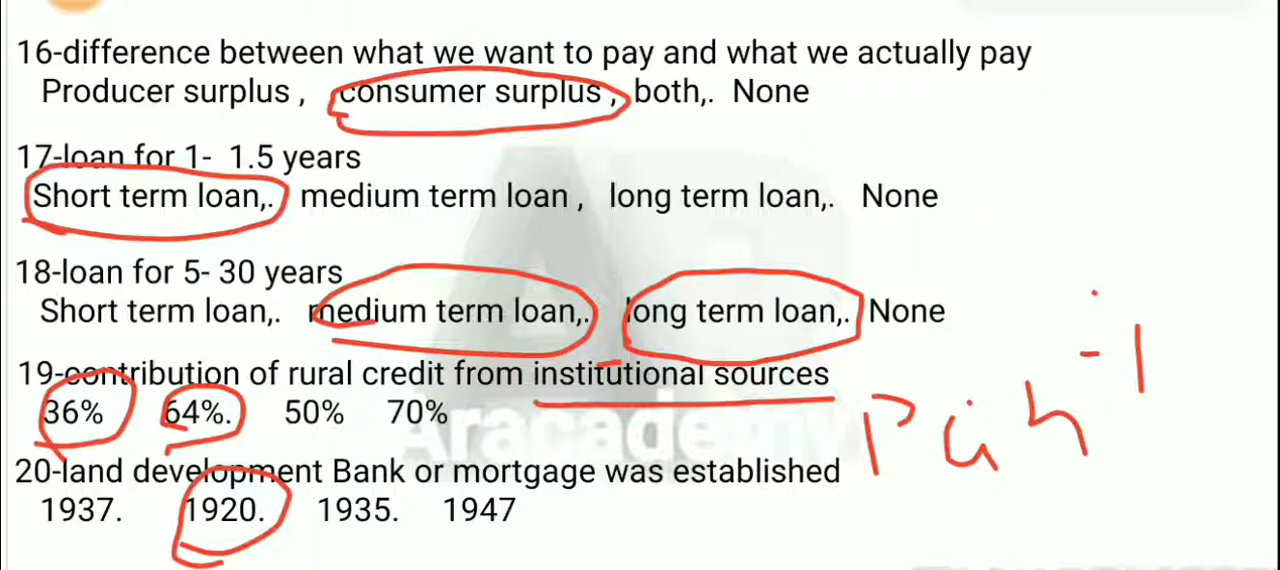 16-difference between what we want to pay and what we actually pay
Producer surplus , consumer surplus , both,. None
17-loan for 1- 1.5 years
Short term loan,. medium term loan , long term loan,. None
18-loan for 5- 30 years
Short term loan,. medium term loan,. long term loan,. None
19-contribution of rural credit from institutional sources
36% 64%. 50% 70%
20-land development Bank or mortgage was established
1937. 1920. 1935. 1947